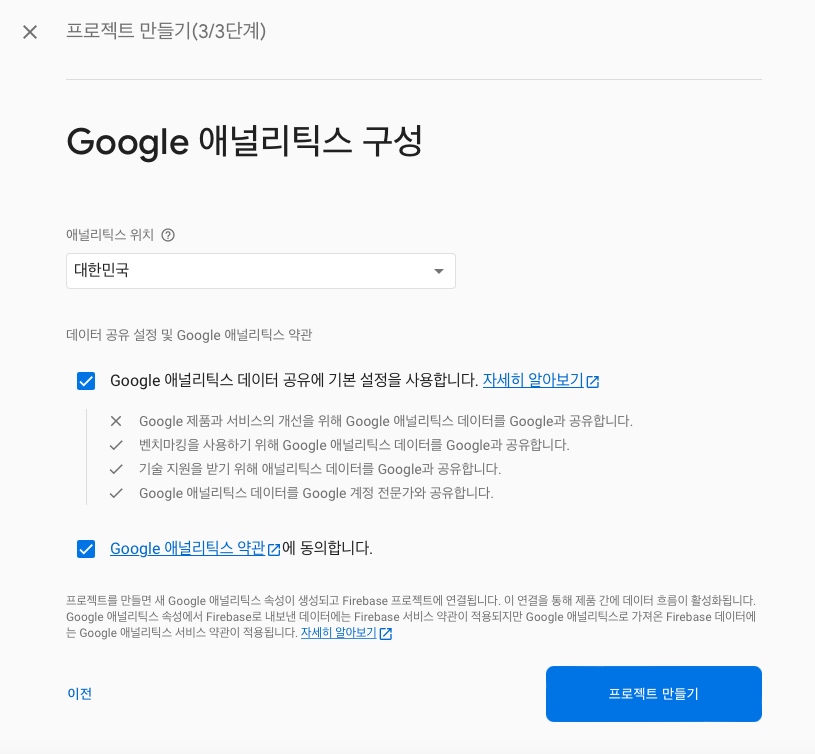 프로젝트 만들기(3/3단계)
Google 애널리틱스 구성
애널리틱스 위치
대한민국
데이터 공유 설정 및 Google 애널리틱스 약관
Google 애널리틱스 데이터 공유에 기본 설정을 사용합니다. 자세히 알아보기
Google 제품과 서비스의 개선을 위해 Google 애널리틱스 데이터를 Google과 공유합니다.
벤치마킹을 사용하기 위해 Google 애널리틱스 데이터를 Google과 공유합니다.
기술 지원을 받기 위해 애널리틱스 데이터를 Google과 공유합니다.
Google 애널리틱스 데이터를 Google 계정 전문가와 공유합니다.
Google 애널리틱스 약관에 동의합니다.
프로젝트를 만들면 새 Google 애널리틱스 속성이 생성되고 Firebase 프로젝트에 연결됩니다. 이 연결을 통해 제품 간에 데이터 흐름이 활성화됩니다.
Google 애널리틱스 속성에서 Firebase로 내보낸 데이터에는 Firebase 서비스 약관이 적용되지만 Google 애널리틱스로 가져온 Firebase 데이터에
는 Google 애널리틱스 서비스 약관이 적용됩니다. 자세히 알아보기
이전
프로젝트 만들기